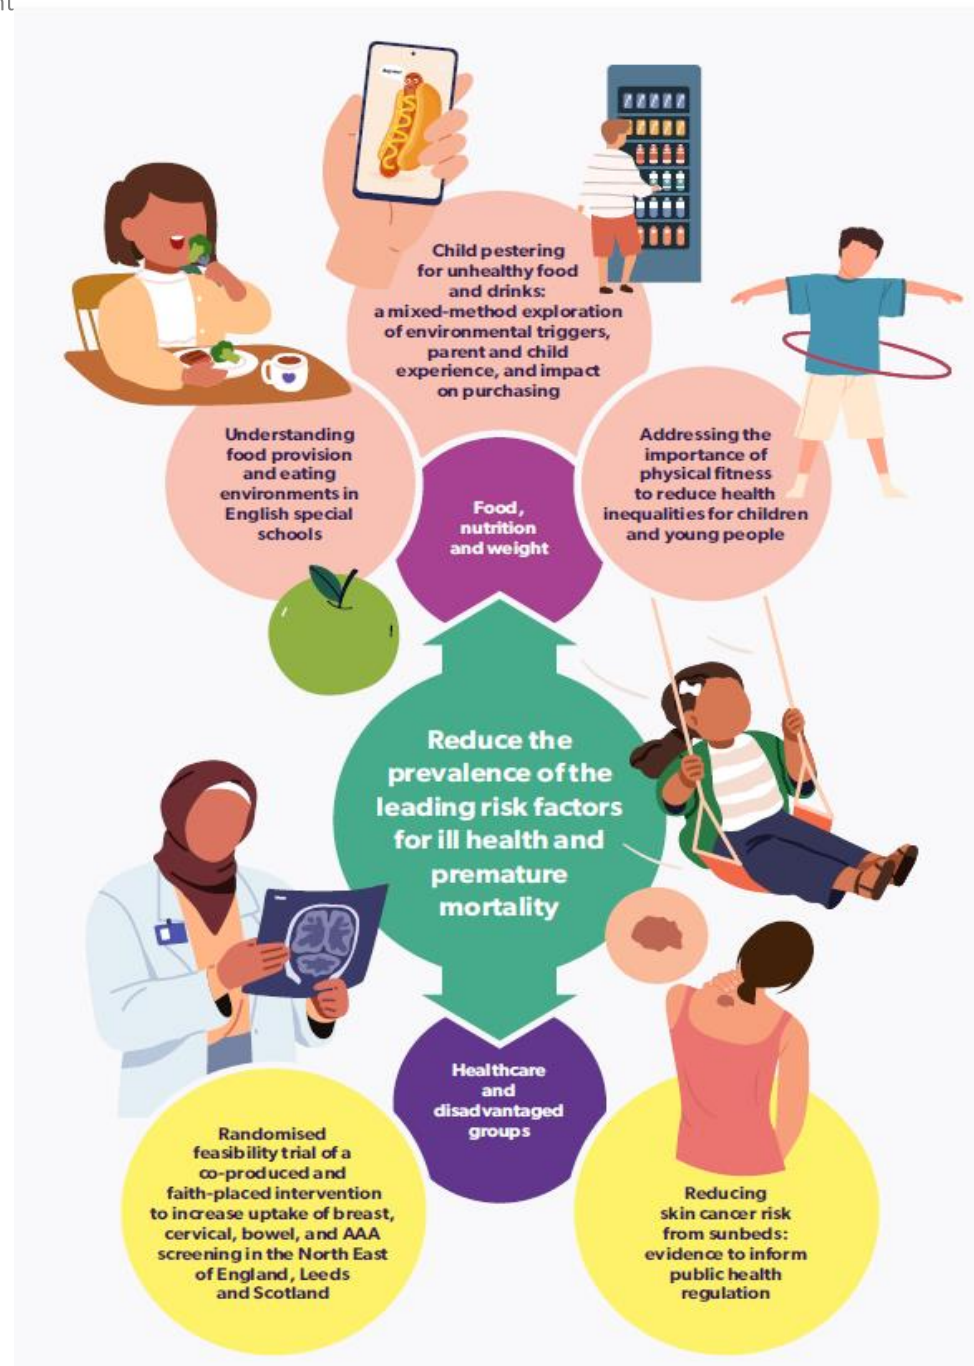 Child pestering
for unhealthy food
and drinks:
a mixed-method exploration
of environmental triggers,
parent and child
experience, and impact
on purchasing
Understanding
food provision
and eating
environments in
English special
schools
Food,
nutrition
and weight
Addressing the
importance of
physical fitness
to reduce health
inequalities for children
and young people
Reduce the
prevalence of the
leading risk factors
for ill health and
premature
mortality
Healthcare
and
disadvantaged
groups
Randomised
feasibility trial of a
co-produced and
faith-placed intervention
to increase uptake of breast,
cervical, bowel, and AAA
screening in the North East
of England, Leeds
and Scotland
Reducing
skin cancer risk
from sunbeds:
evidence to inform
public health
regulation